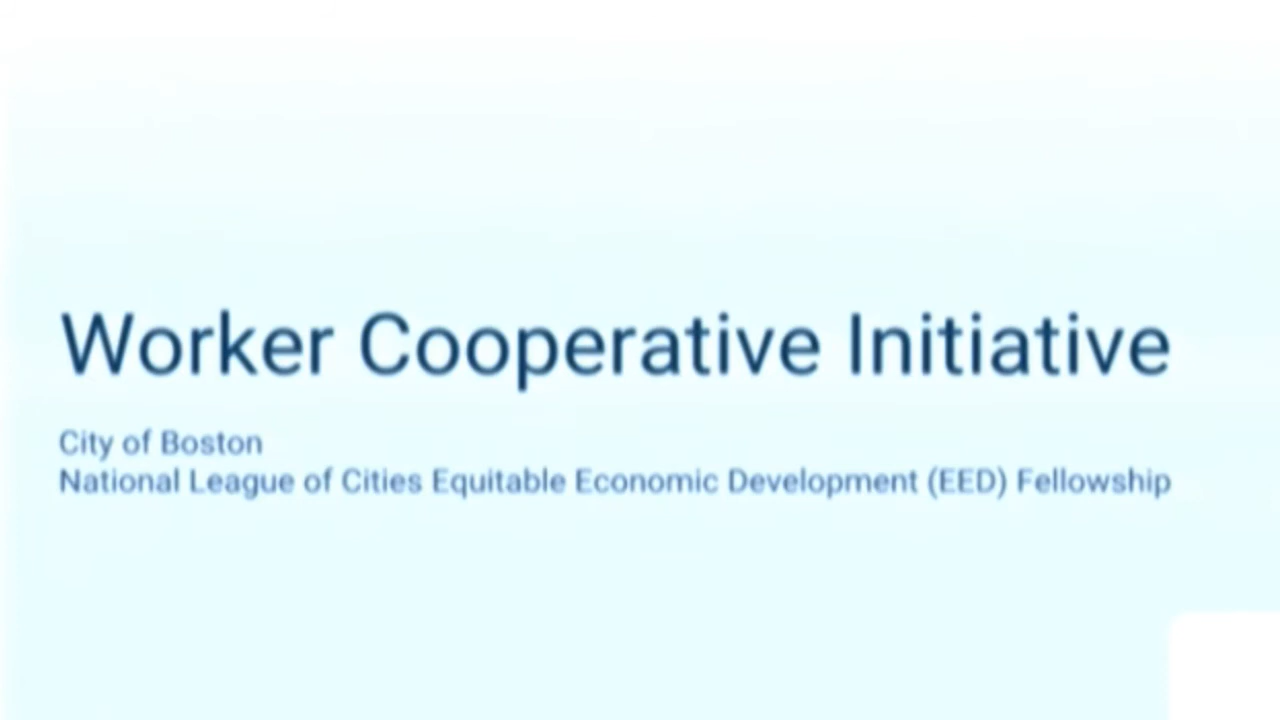 Worker Cooperative Initiative
City of Boston
National League of Cities Equitable Economic Development (EED) Fellowship